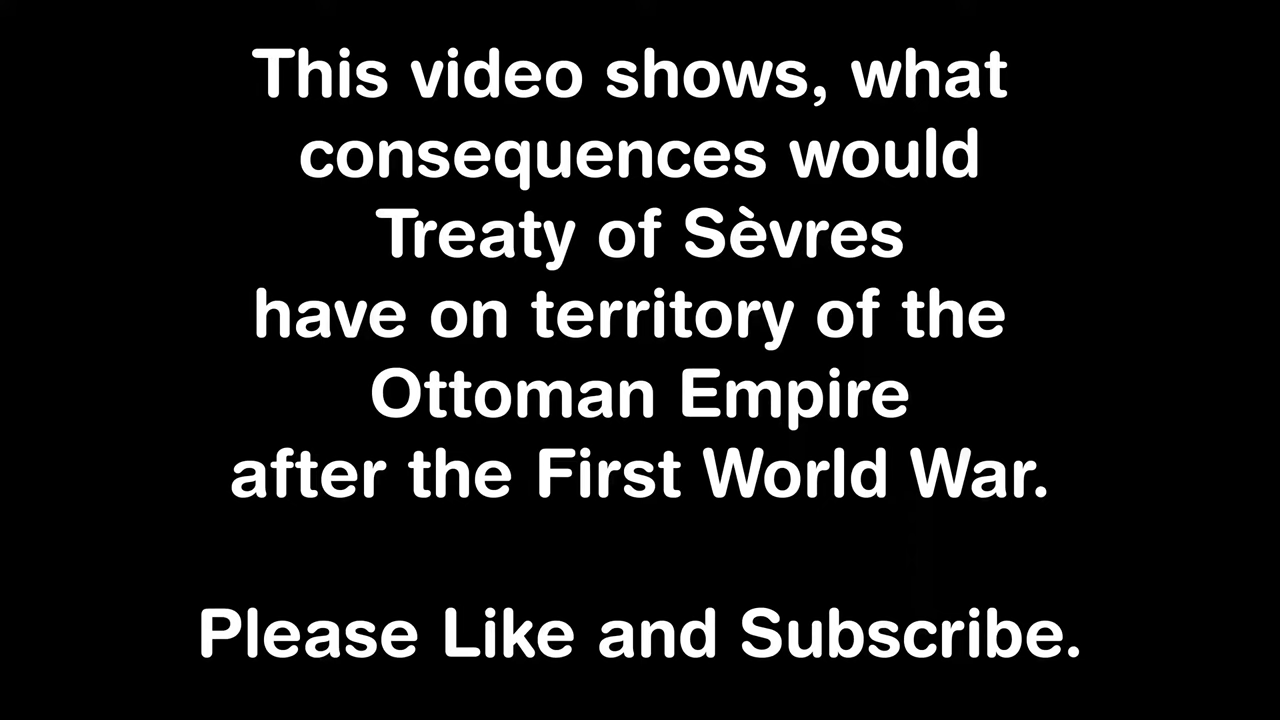 This video shows, what
consequences would
Treaty of Sèvres
have on territory of the
Ottoman Empire
after the First World War.
Please Like and Subscribe.